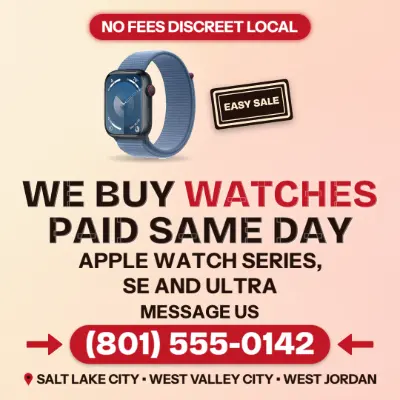 NO FEES DISCREET LOCAL
EASY SALE
WE BUY WATCHES
PAID SAME DAY
APPLE WATCH SERIES,
SE AND ULTRA
MESSAGE US
(801) 555-0142
SALT LAKE CITY • WEST VALLEY CITY • WEST JORDAN